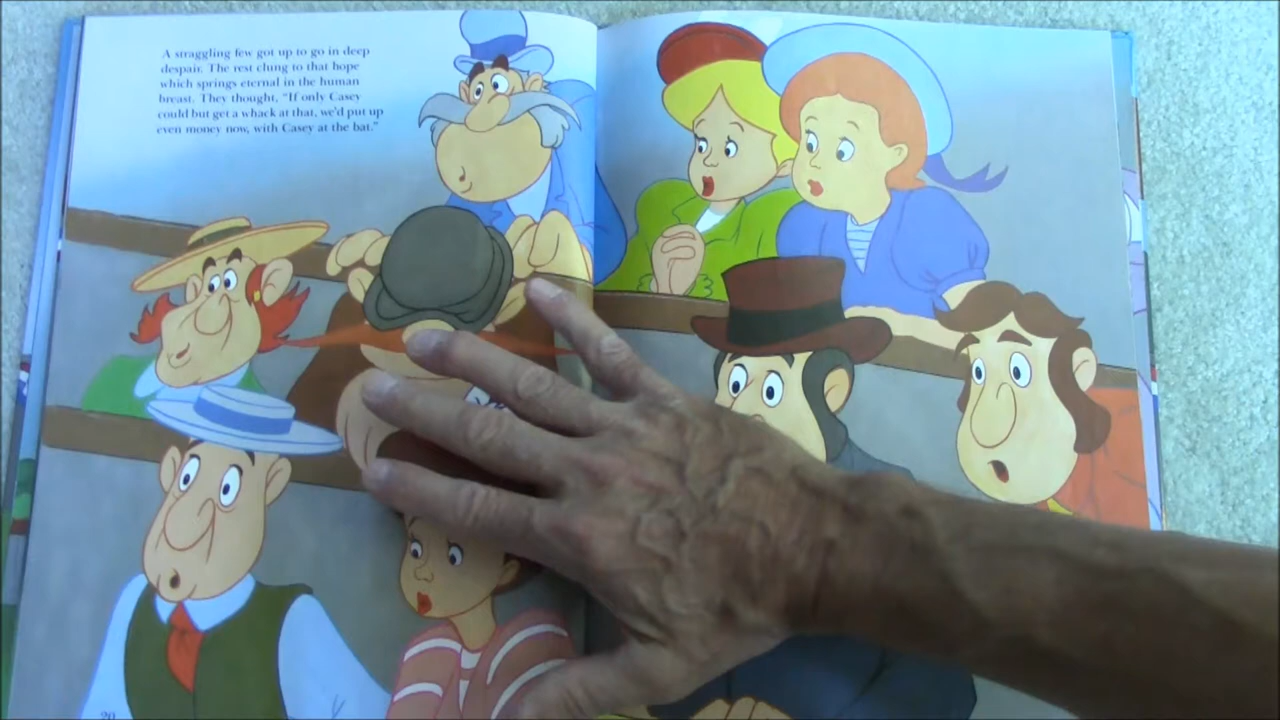 A straggling few got up to go in deep
despair. The rest clung to that hope
which springs eternal in the human
breast. They thought, "If only Casey
could but get a whack at that, we'd put up
even money now, with Casey at the bat."
20